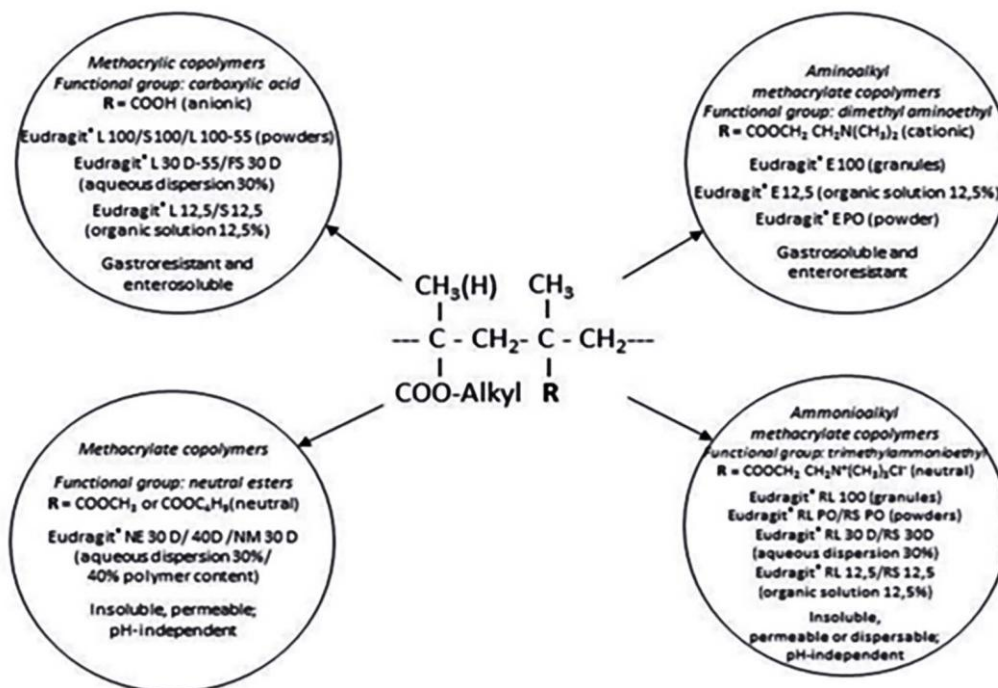 Methacrylic copolymers
Functional group: carboxylic acid
R = COOH (anionic)
Eudragit® L 100/S 100/L 100-55 (powders)
Eudragit® L 30 D-55/FS 30 D
(aqueous dispersion 30%)
Eudragit® L 12,5/S 12,5
(organic solution 12,5%)
Gastroresistant and
enterosoluble
Aminoalkyl
methacrylate copolymers
Functional group: dimethyl aminoethyl
R = COOCH₂ CH₂N(CH₃)₂ (cationic)
Eudragit® E 100 (granules)
Eudragit® E 12,5 (organic solution 12,5%)
Eudragit® EPO (powder)
Gastrosoluble and
enteroresistant
CH₃(H) CH₃
--- C - CH₂- C - CH₂---
COO-Alkyl R
Methacrylate copolymers
Functional group: neutral esters
R = COOCH₃ or COOC₄H₉(neutral)
Eudragit® NE 30 D/ 40D /NM 30 D
(aqueous dispersion 30%/
40% polymer content)
Insoluble, permeable;
pH-independent
Ammonioalkyl
methacrylate copolymers
Functional group: trimethylammonioethyl
R = COOCH₂ CH₂N⁺(CH₃)₃Cl⁻ (neutral)
Eudragit® RL 100 (granules)
Eudragit® RL PO/RS PO (powders)
Eudragit® RL 30 D/RS 30D
(aqueous dispersion 30%)
Eudragit® RL 12,5/RS 12,5
(organic solution 12,5%)
Insoluble,
permeable or dispersable;
pH-independent